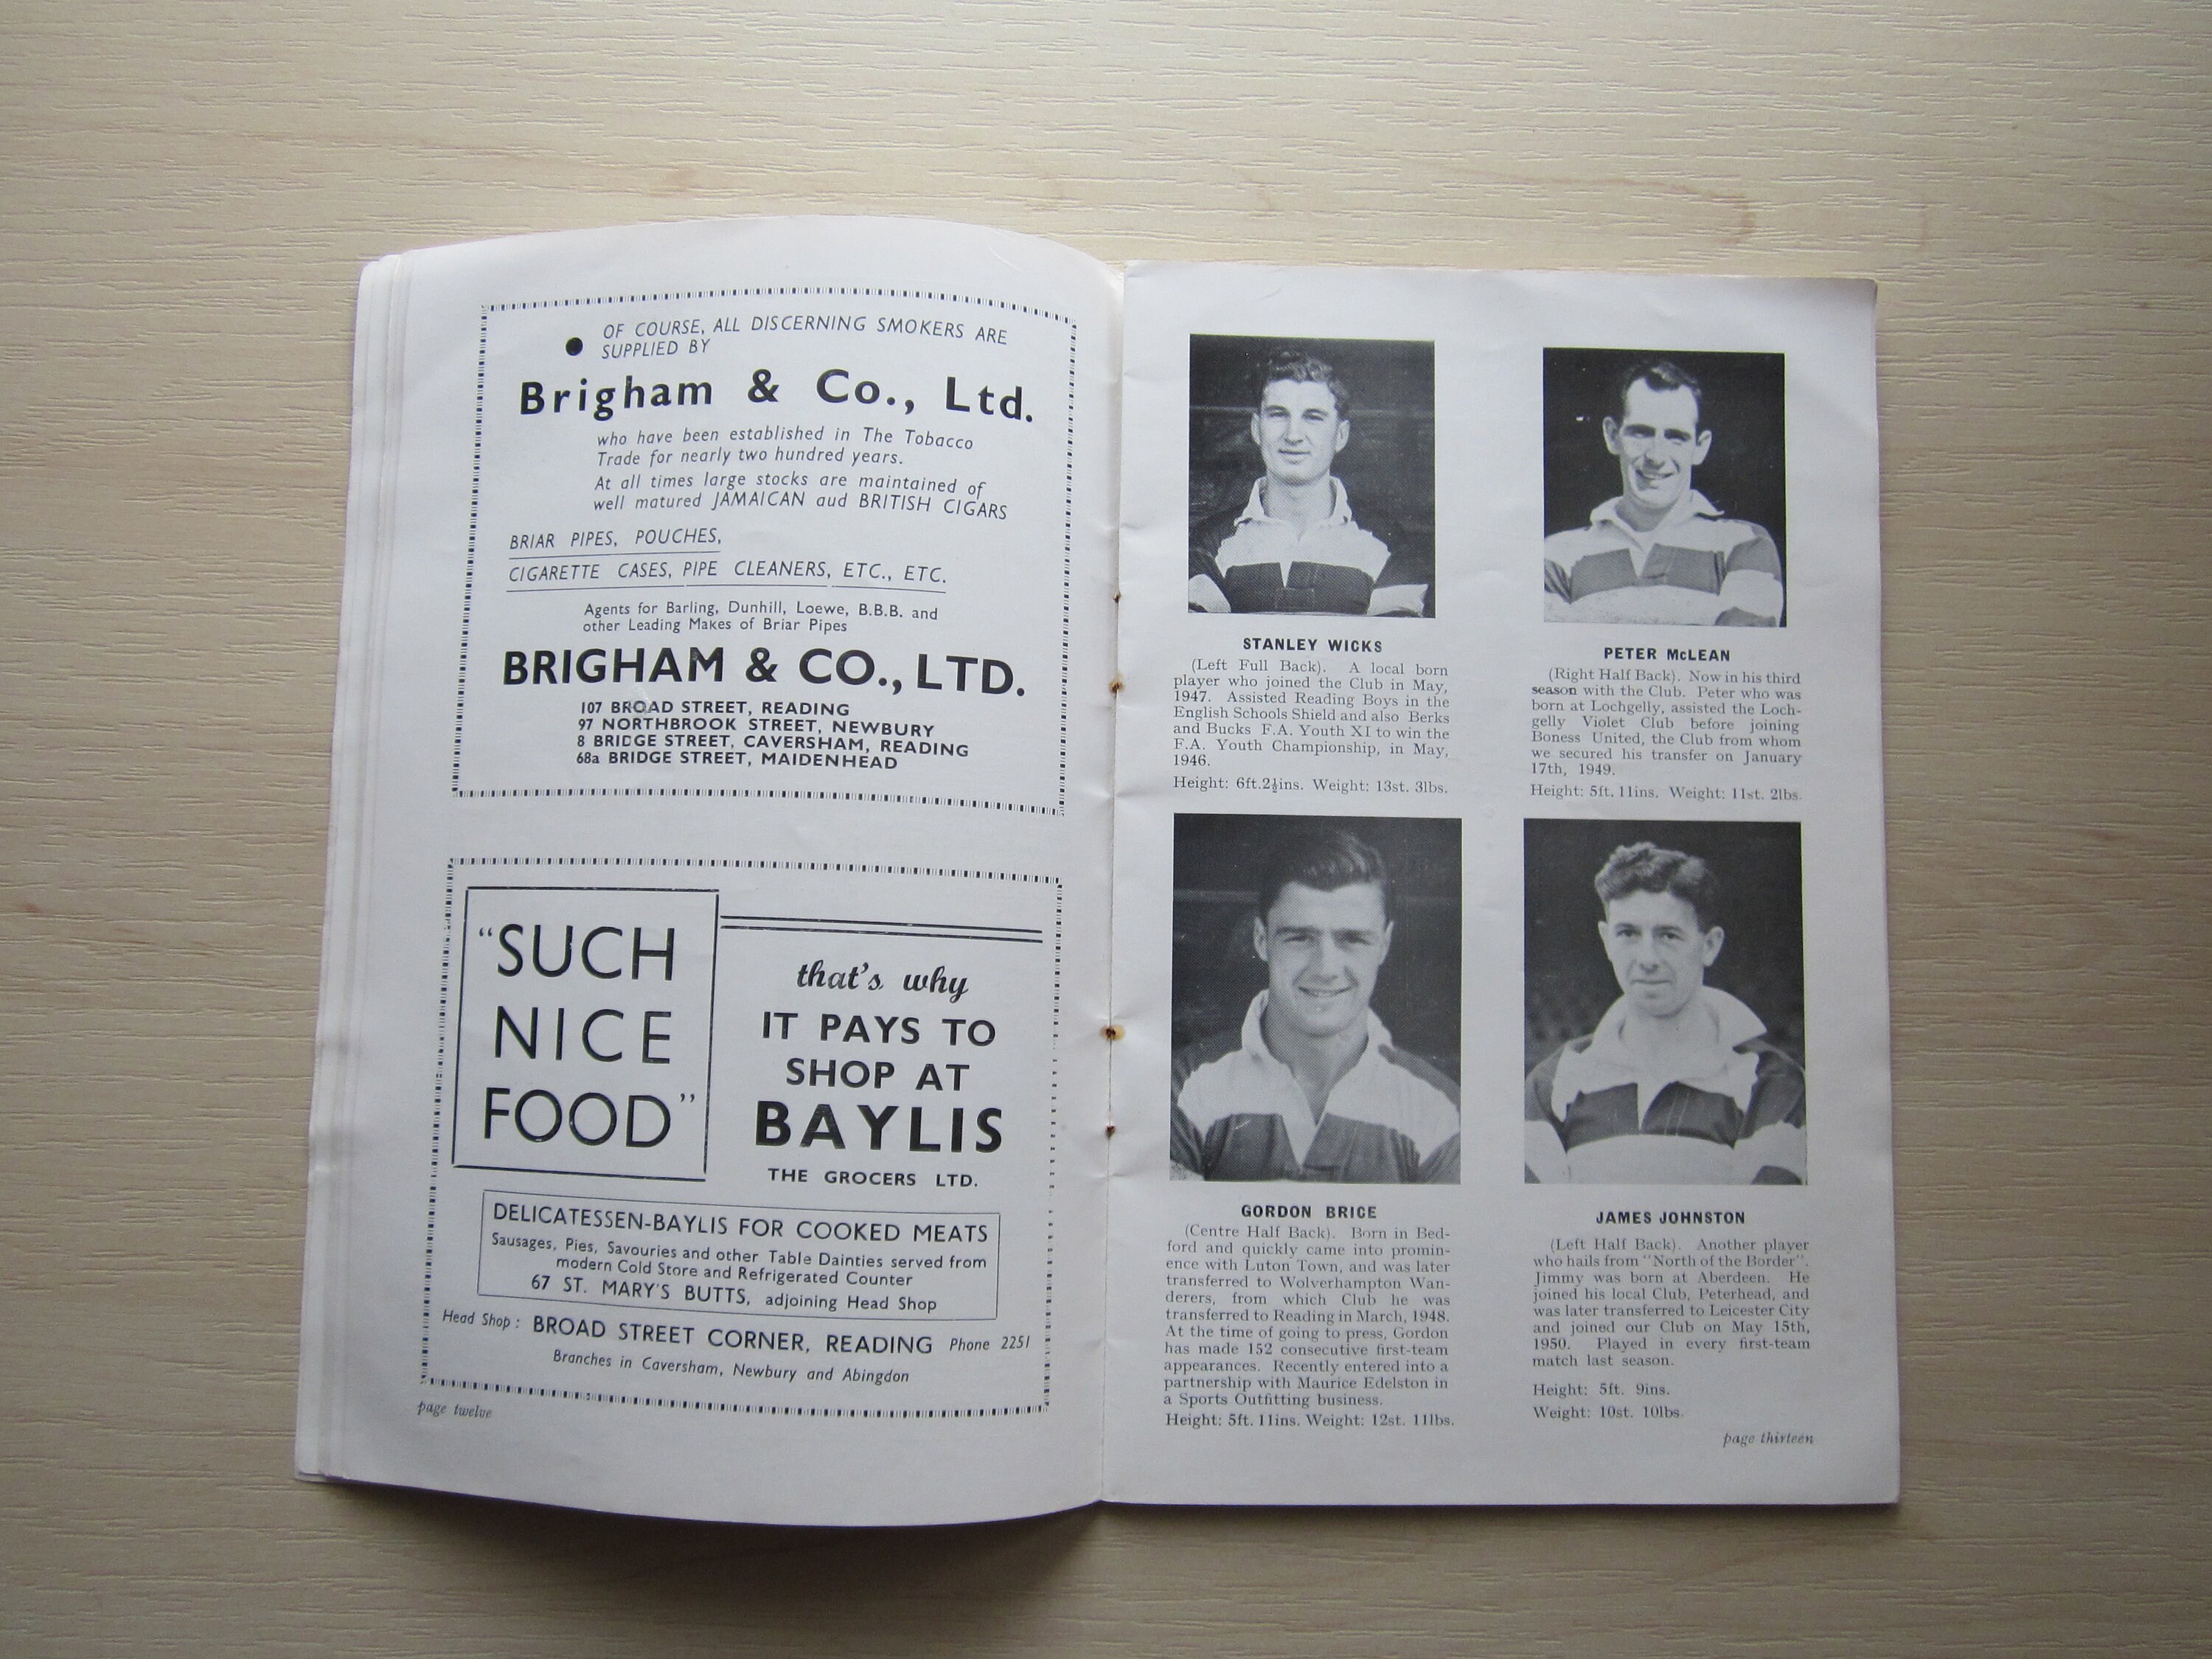 OF COURSE, ALL DISCERNING SMOKERS ARE
SUPPLIED BY
Brigham & Co., Ltd.
who have been established in The Tobacco
Trade for nearly two hundred years.
At all times large stocks are maintained of
well matured JAMAICAN aud BRITISH CIGARS
BRIAR PIPES, POUCHES,
CIGARETTE CASES, PIPE CLEANERS, ETC., ETC.
Agents for Barling, Dunhill, Loewe, B.B.B. and
other Leading Makes of Briar Pipes
BRIGHAM & CO., LTD.
107 BROAD STREET, READING
97 NORTHBROOK STREET, NEWBURY
8 BRIDGE STREET, CAVERSHAM, READING
68a BRIDGE STREET, MAIDENHEAD
"SUCH
NICE
FOOD"
that's why
IT PAYS TO
SHOP AT
BAYLIS
THE GROCERS LTD.
DELICATESSEN-BAYLIS FOR COOKED MEATS
Sausages, Pies, Savouries and other Table Dainties served from
modern Cold Store and Refrigerated Counter
67 ST. MARY'S BUTTS, adjoining Head Shop
Head Shop: BROAD STREET CORNER, READING Phone 2251
Branches in Caversham, Newbury and Abingdon
page twelve
STANLEY WICKS
(Left Full Back). A local born
player who joined the Club in May,
1947. Assisted Reading Boys in the
English Schools Shield and also Berks
and Bucks F.A. Youth XI to win the
F.A. Youth Championship, in May,
1946.
Height: 6ft.2½ins. Weight: 13st. 3lbs.
PETER McLEAN
(Right Half Back). Now in his third
season with the Club. Peter who was
born at Lochgelly, assisted the Loch-
gelly Violet Club before joining
Boness United, the Club from whom
we secured his transfer on January
17th, 1949.
Height: 5ft. 11ins. Weight: 11st. 2lbs.
GORDON BRICE
(Centre Half Back). Born in Bed-
ford and quickly came into promin-
ence with Luton Town, and was later
transferred to Wolverhampton Wan-
derers, from which Club he was
transferred to Reading in March, 1948.
At the time of going to press, Gordon
has made 152 consecutive first-team
appearances. Recently entered into a
partnership with Maurice Edelston in
a Sports Outfitting business.
Height: 5ft. 11ins. Weight: 12st. 11lbs.
JAMES JOHNSTON
(Left Half Back). Another player
who hails from "North of the Border".
Jimmy was born at Aberdeen. He
joined his local Club, Peterhead, and
was later transferred to Leicester City
and joined our Club on May 15th,
1950. Played in every first-team
match last season.
Height: 5ft. 9ins.
Weight: 10st. 10lbs.
page thirteen